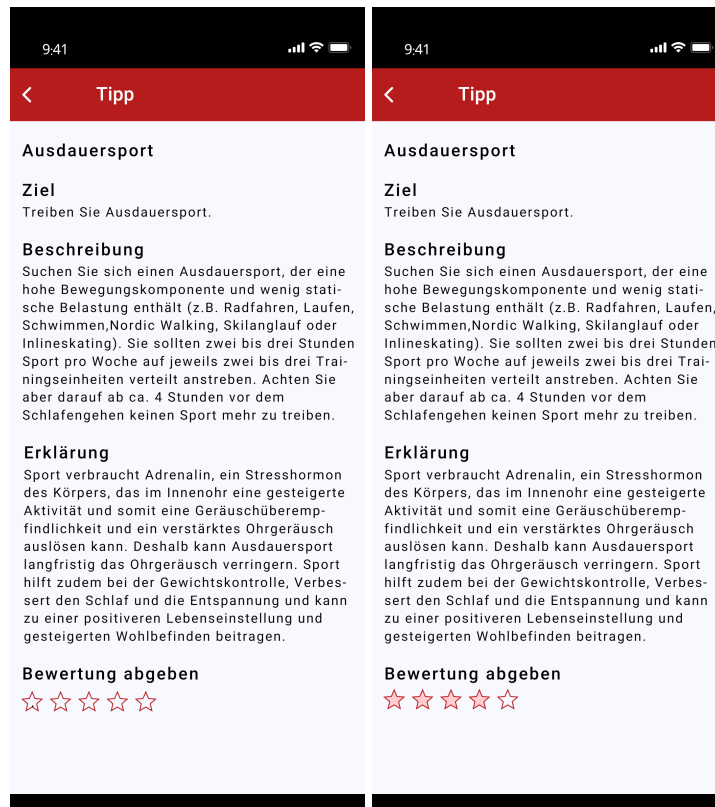 9:41
Tipp
Ausdauersport
Ziel
Treiben Sie Ausdauersport.
Beschreibung
Suchen Sie sich einen Ausdauersport, der eine
hohe Bewegungskomponente und wenig stati-
sche Belastung enthält (z.B. Radfahren, Laufen,
Schwimmen,Nordic Walking, Skilanglauf oder
Inlineskating). Sie sollten zwei bis drei Stunden
Sport pro Woche auf jeweils zwei bis drei Trai-
ningseinheiten verteilt anstreben. Achten Sie
aber darauf ab ca. 4 Stunden vor dem
Schlafengehen keinen Sport mehr zu treiben.
Erklärung
Sport verbraucht Adrenalin, ein Stresshormon
des Körpers, das im Innenohr eine gesteigerte
Aktivität und somit eine Geräuschüberemp-
findlichkeit und ein verstärktes Ohrgeräusch
auslösen kann. Deshalb kann Ausdauersport
langfristig das Ohrgeräusch verringern. Sport
hilft zudem bei der Gewichtskontrolle, Verbes-
sert den Schlaf und die Entspannung und kann
zu einer positiveren Lebenseinstellung und
gesteigerten Wohlbefinden beitragen.
Bewertung abgeben
9:41
Tipp
Ausdauersport
Ziel
Treiben Sie Ausdauersport.
Beschreibung
Suchen Sie sich einen Ausdauersport, der eine
hohe Bewegungskomponente und wenig stati-
sche Belastung enthält (z.B. Radfahren, Laufen,
Schwimmen,Nordic Walking, Skilanglauf oder
Inlineskating). Sie sollten zwei bis drei Stunden
Sport pro Woche auf jeweils zwei bis drei Trai-
ningseinheiten verteilt anstreben. Achten Sie
aber darauf ab ca. 4 Stunden vor dem
Schlafengehen keinen Sport mehr zu treiben.
Erklärung
Sport verbraucht Adrenalin, ein Stresshormon
des Körpers, das im Innenohr eine gesteigerte
Aktivität und somit eine Geräuschüberemp-
findlichkeit und ein verstärktes Ohrgeräusch
auslösen kann. Deshalb kann Ausdauersport
langfristig das Ohrgeräusch verringern. Sport
hilft zudem bei der Gewichtskontrolle, Verbes-
sert den Schlaf und die Entspannung und kann
zu einer positiveren Lebenseinstellung und
gesteigerten Wohlbefinden beitragen.
Bewertung abgeben